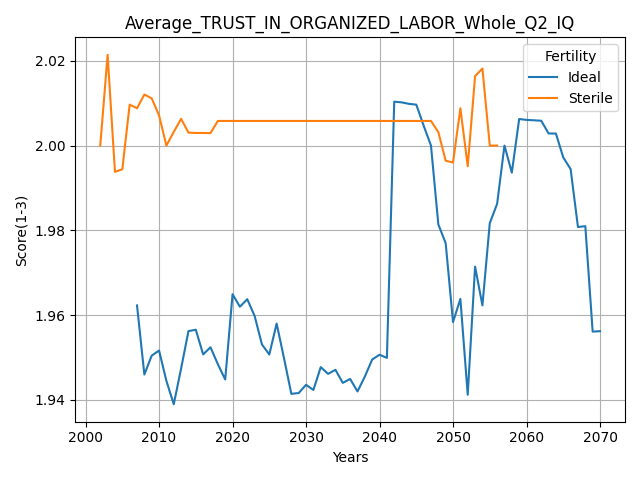 Average_TRUST_IN_ORGANIZED_LABOR_Whole_Q2_IQ
Fertility
Ideal
Sterile
2.02
2.00
1.98
1.96
1.94
Score(1-3)
2000 2010 2020 2030 2040 2050 2060 2070
Years